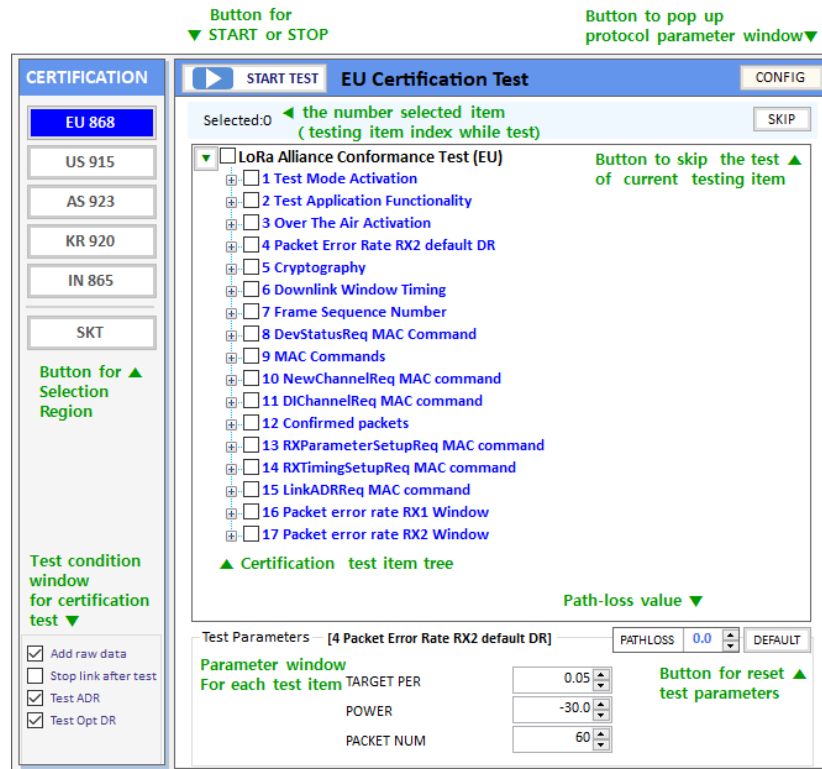 Button for
▼ START or STOP
Button to pop up
protocol parameter window▼
CERTIFICATION
START TEST
EU Certification Test
CONFIG
EU 868
US 915
AS 923
KR 920
IN 865
SKT
Button for ▲
Selection
Region
Selected:0
◀ the number selected item
( testing item index while test)
SKIP
▼ LoRa Alliance Conformance Test (EU)
Button to skip the test ▲
of current testing item
1 Test Mode Activation
2 Test Application Functionality
3 Over The Air Activation
4 Packet Error Rate RX2 default DR
5 Cryptography
6 Downlink Window Timing
7 Frame Sequence Number
8 DevStatusReq MAC Command
9 MAC Commands
10 NewChannelReq MAC command
11 DlChannelReq MAC command
12 Confirmed packets
13 RXParameterSetupReq MAC command
14 RXTimingSetupReq MAC command
15 LinkADRReq MAC command
16 Packet error rate RX1 Window
17 Packet error rate RX2 Window
▲ Certification test item tree
Path-loss value ▼
Test condition
window
for certification
test ▼
Add raw data
Stop link after test
Test ADR
Test Opt DR
Test Parameters
[4 Packet Error Rate RX2 default DR]
PATHLOSS 0.0
DEFAULT
Parameter window
For each test item
TARGET PER 0.05
POWER -30.0
PACKET NUM 60
Button for reset ▲
test parameters